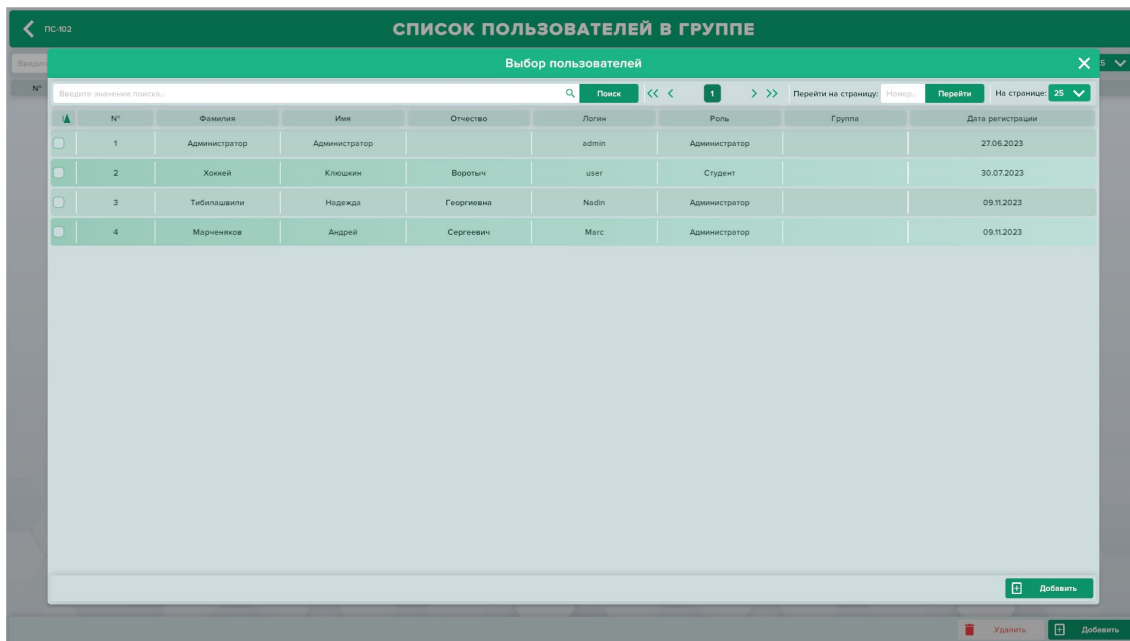 ПС-102 СПИСОК ПОЛЬЗОВАТЕЛЕЙ В ГРУППЕ
Выбор пользователей
5
N°
Введите значение поиска... Поиск << < 1 > >> Перейти на страницу: Номер... Перейти На странице: 25
N° Фамилия Имя Отчество Логин Роль Группа Дата регистрации
1 Администратор Администратор admin Администратор 27.06.2023
2 Хоккей Клюшкин Воротыч user Студент 30.07.2023
3 Тибилашвили Надежда Георгиевна Nadin Администратор 09.11.2023
4 Марченяков Андрей Сергеевич Marc Администратор 09.11.2023
Добавить
Удалить Добавить